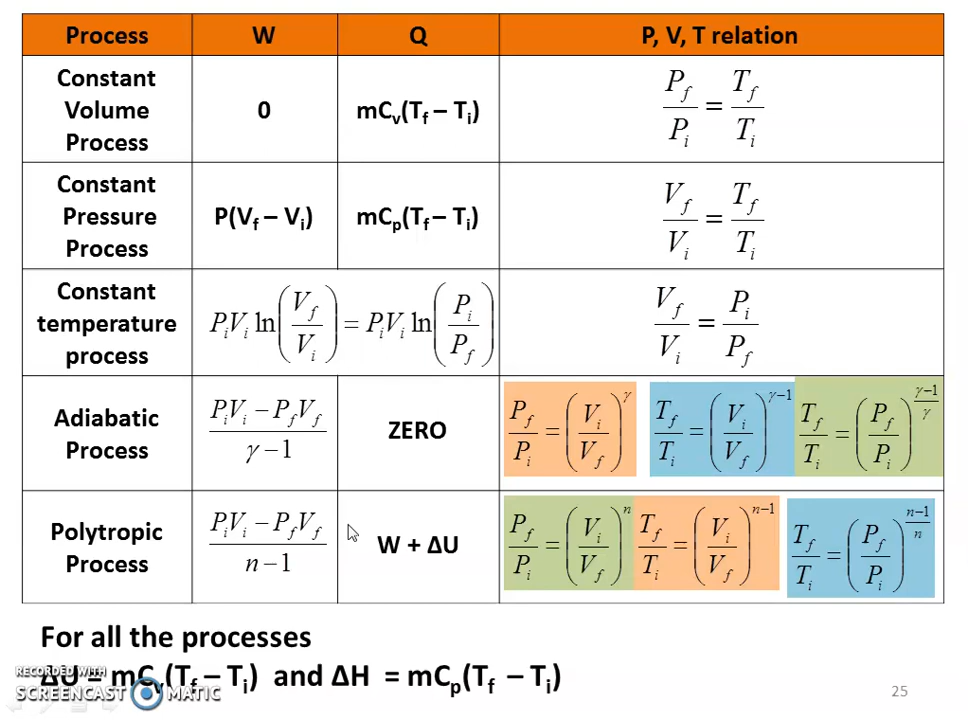 Process W Q P, V, T relation
Constant Volume Process 0 mCv(Tf – Ti) Pf/Pi = Tf/Ti
Constant Pressure Process P(Vf – Vi) mCp(Tf – Ti) Vf/Vi = Tf/Ti
Constant temperature process PiVi ln(Vf/Vi) = PiVi ln(Pi/Pf) Vf/Vi = Pi/Pf
Adiabatic Process (PiVi – PfVf)/(γ–1) ZERO Pf/Pi = (Vi/Vf)^γ Tf/Ti = (Vi/Vf)^(γ–1) Tf/Ti = (Pf/Pi)^((γ–1)/γ)
Polytropic Process (PiVi – PfVf)/(n–1) W + ΔU Pf/Pi = (Vi/Vf)^n Tf/Ti = (Vi/Vf)^(n–1) Tf/Ti = (Pf/Pi)^((n–1)/n)
For all the processes
ΔU = mCv(Tf – Ti) and ΔH = mCp(Tf – Ti)
RECORDED WITH
SCREENCAST MATIC
25